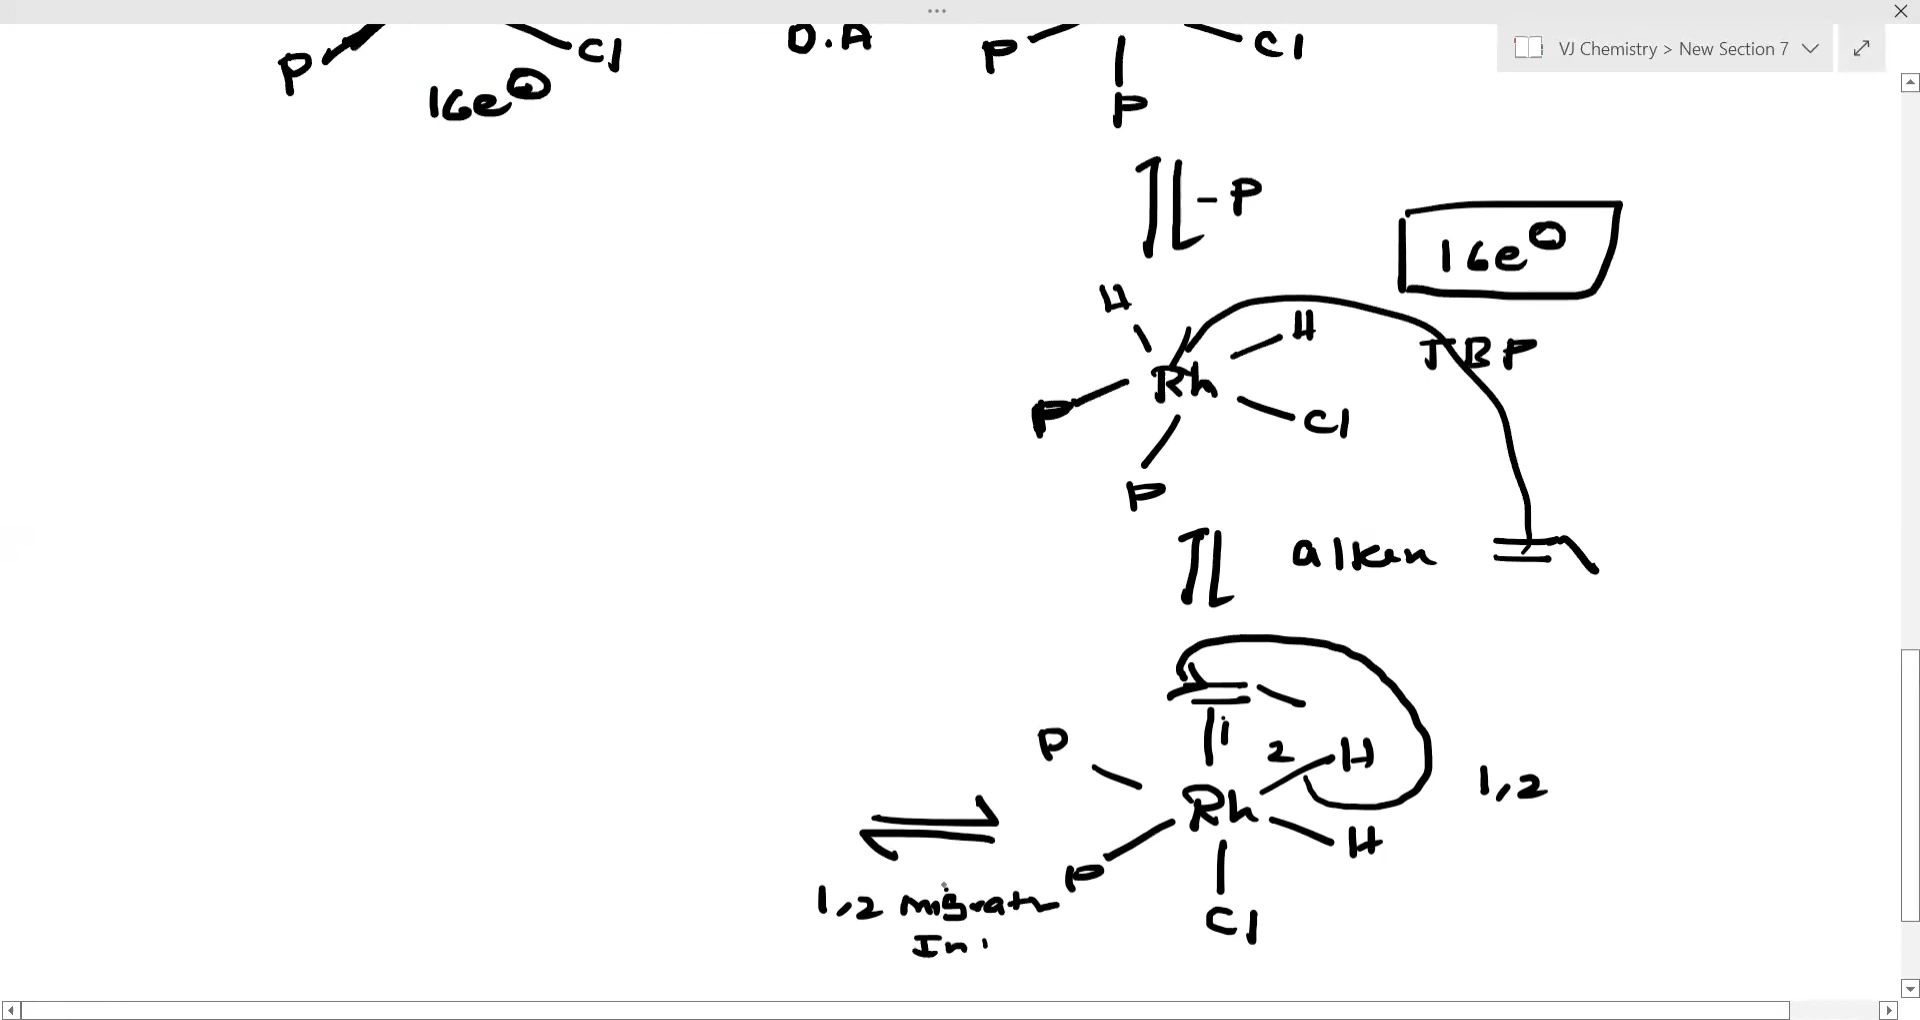 VJ Chemistry > New Section 7
P Cl O.A P Cl
16e⊖
P
-P
16e⊖
H
H
TBP
Rh
P
Cl
P
alken
P
1
2 H
1,2
Rh
H
P
1,2 migratn
In.
Cl